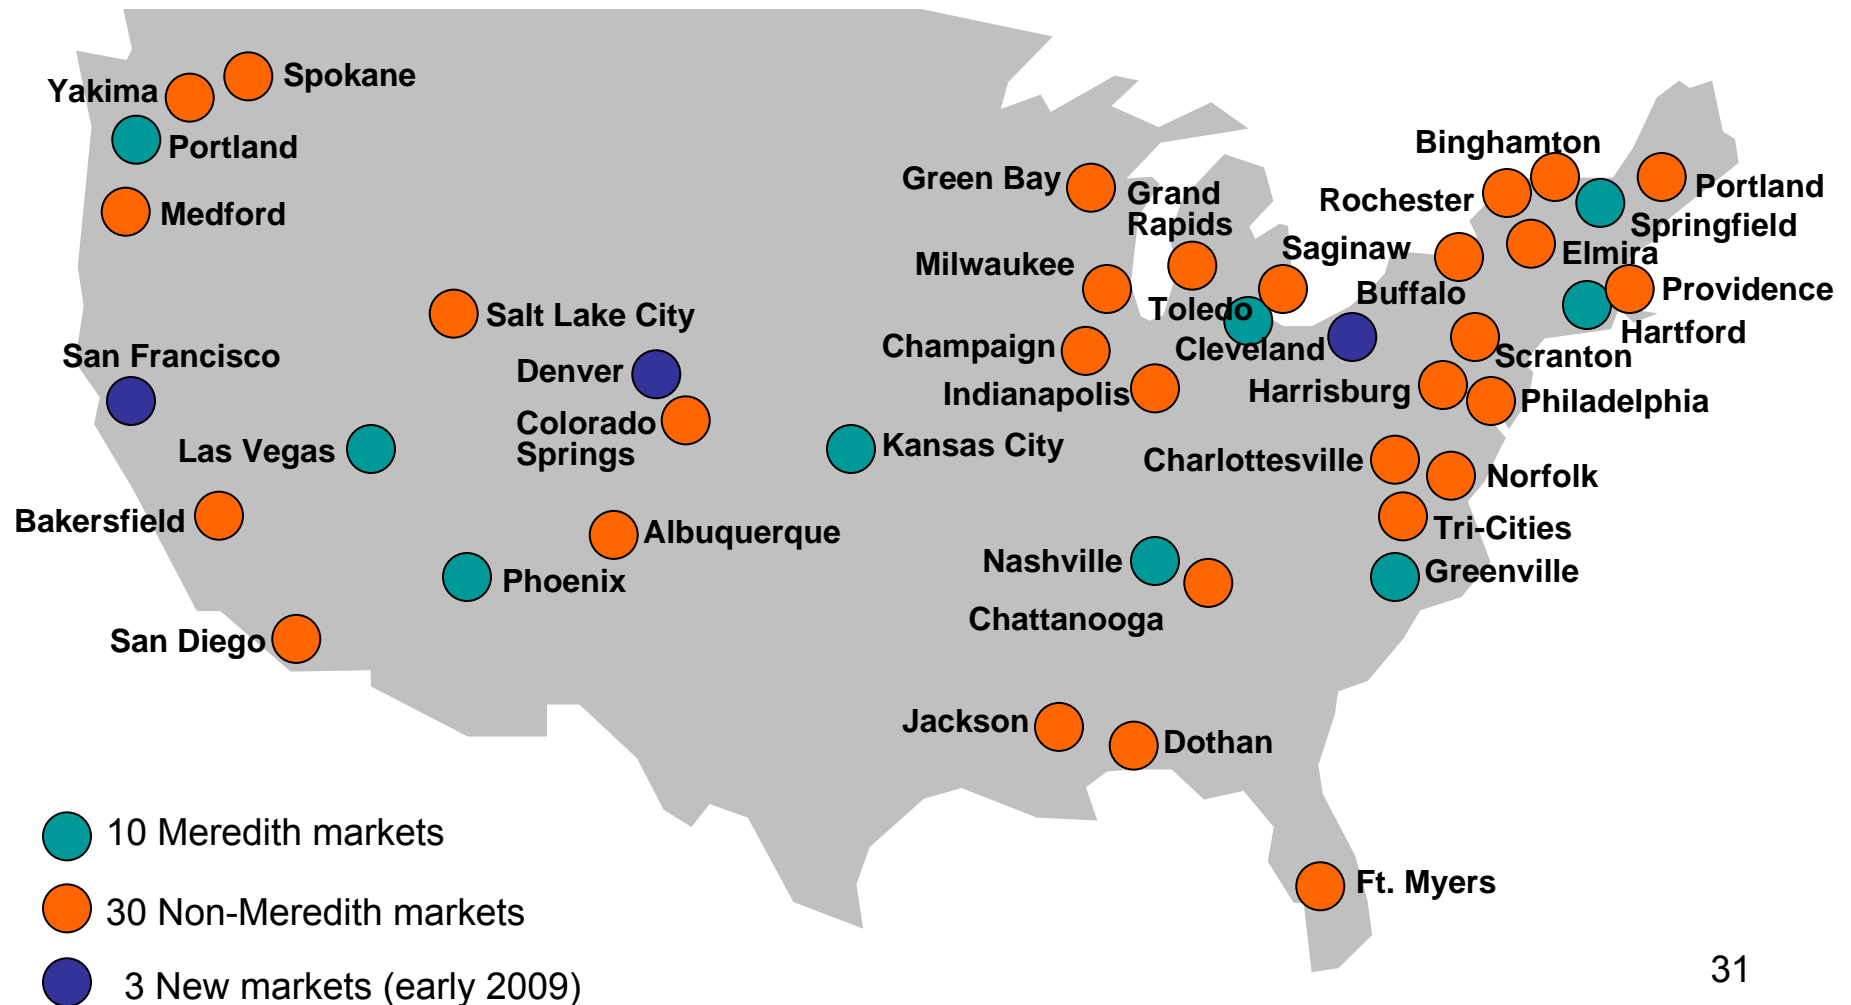 Spokane
Yakima
Portland
Medford
Binghamton
Green Bay
Grand
Rapids
Rochester
Portland
Springfield
Saginaw
Elmira
Milwaukee
Toledo
Buffalo
Providence
Hartford
Salt Lake City
San Francisco
Champaign
Cleveland
Scranton
Denver
Indianapolis
Harrisburg
Philadelphia
Colorado
Springs
Las Vegas
Kansas City
Charlottesville
Norfolk
Bakersfield
Albuquerque
Tri-Cities
Nashville
Greenville
Phoenix
Chattanooga
San Diego
Jackson
Dothan
Ft. Myers
10 Meredith markets
30 Non-Meredith markets
3 New markets (early 2009)
31